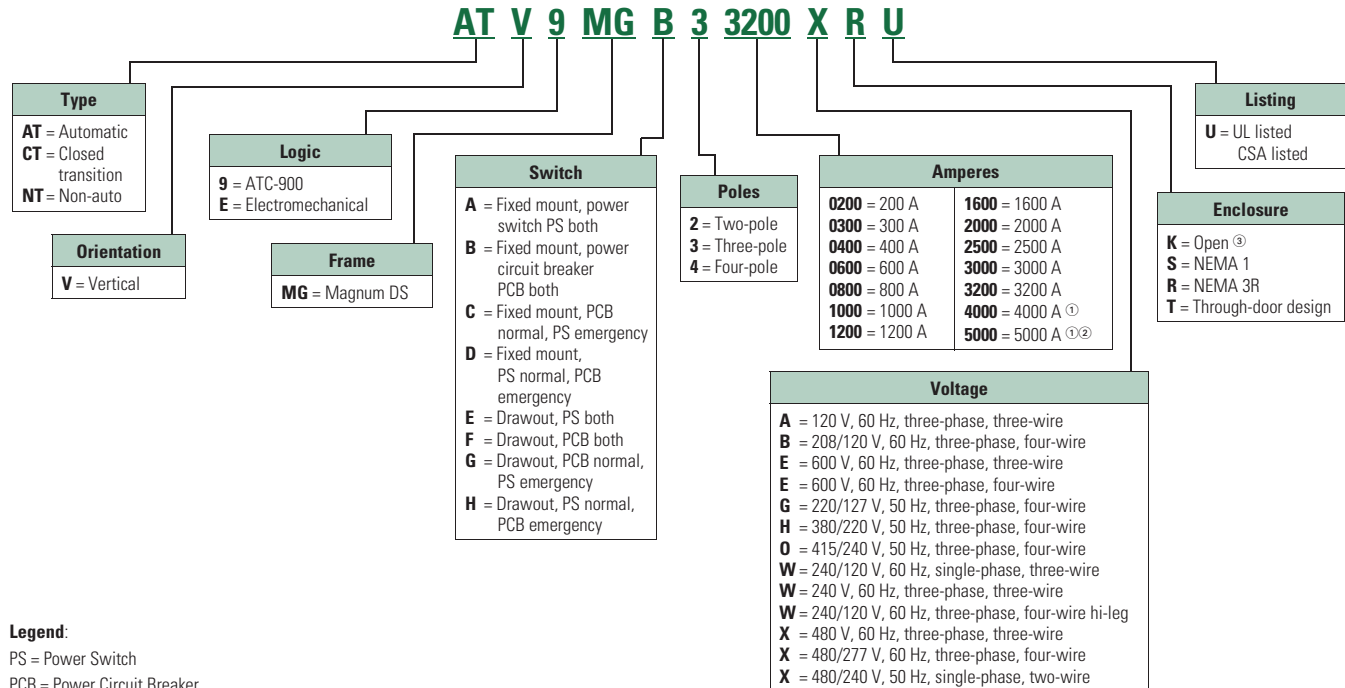 AT V 9 MG B 3 3200 X R U
Type
AT = Automatic
CT = Closed
transition
NT = Non-auto
Orientation
V = Vertical
Logic
9 = ATC-900
E = Electromechanical
Frame
MG = Magnum DS
Switch
A = Fixed mount, power
switch PS both
B = Fixed mount, power
circuit breaker
PCB both
C = Fixed mount, PCB
normal, PS emergency
D = Fixed mount,
PS normal, PCB
emergency
E = Drawout, PS both
F = Drawout, PCB both
G = Drawout, PCB normal,
PS emergency
H = Drawout, PS normal,
PCB emergency
Poles
2 = Two-pole
3 = Three-pole
4 = Four-pole
Amperes
0200 = 200 A
0300 = 300 A
0400 = 400 A
0600 = 600 A
0800 = 800 A
1000 = 1000 A
1200 = 1200 A
1600 = 1600 A
2000 = 2000 A
2500 = 2500 A
3000 = 3000 A
3200 = 3200 A
4000 = 4000 A ①
5000 = 5000 A ①②
Voltage
A = 120 V, 60 Hz, three-phase, three-wire
B = 208/120 V, 60 Hz, three-phase, four-wire
E = 600 V, 60 Hz, three-phase, three-wire
E = 600 V, 60 Hz, three-phase, four-wire
G = 220/127 V, 50 Hz, three-phase, four-wire
H = 380/220 V, 50 Hz, three-phase, four-wire
O = 415/240 V, 50 Hz, three-phase, four-wire
W = 240/120 V, 60 Hz, single-phase, three-wire
W = 240 V, 60 Hz, three-phase, three-wire
W = 240/120 V, 60 Hz, three-phase, four-wire hi-leg
X = 480 V, 60 Hz, three-phase, three-wire
X = 480/277 V, 60 Hz, three-phase, four-wire
X = 480/240 V, 50 Hz, single-phase, two-wire
Listing
U = UL listed
CSA listed
Enclosure
K = Open ③
S = NEMA 1
R = NEMA 3R
T = Through-door design
Legend:
PS = Power Switch
PCB = Power Circuit Breaker